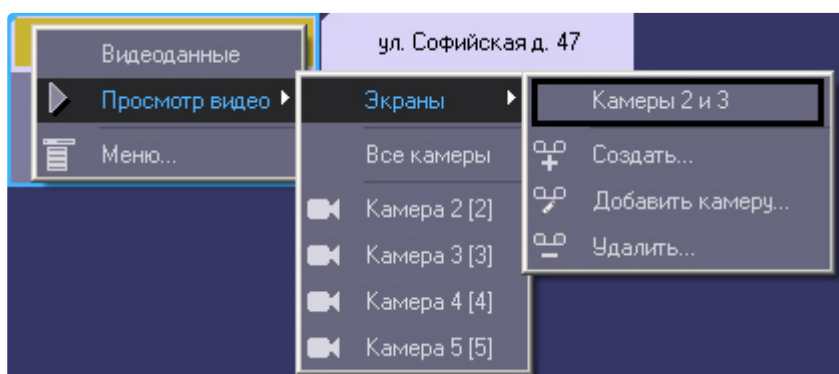 Видеоданные
Просмотр видео
Меню...
ул. Софийская д. 47
Экраны
Все камеры
Камера 2 [2]
Камера 3 [3]
Камера 4 [4]
Камера 5 [5]
Камеры 2 и 3
Создать...
Добавить камеру...
Удалить...